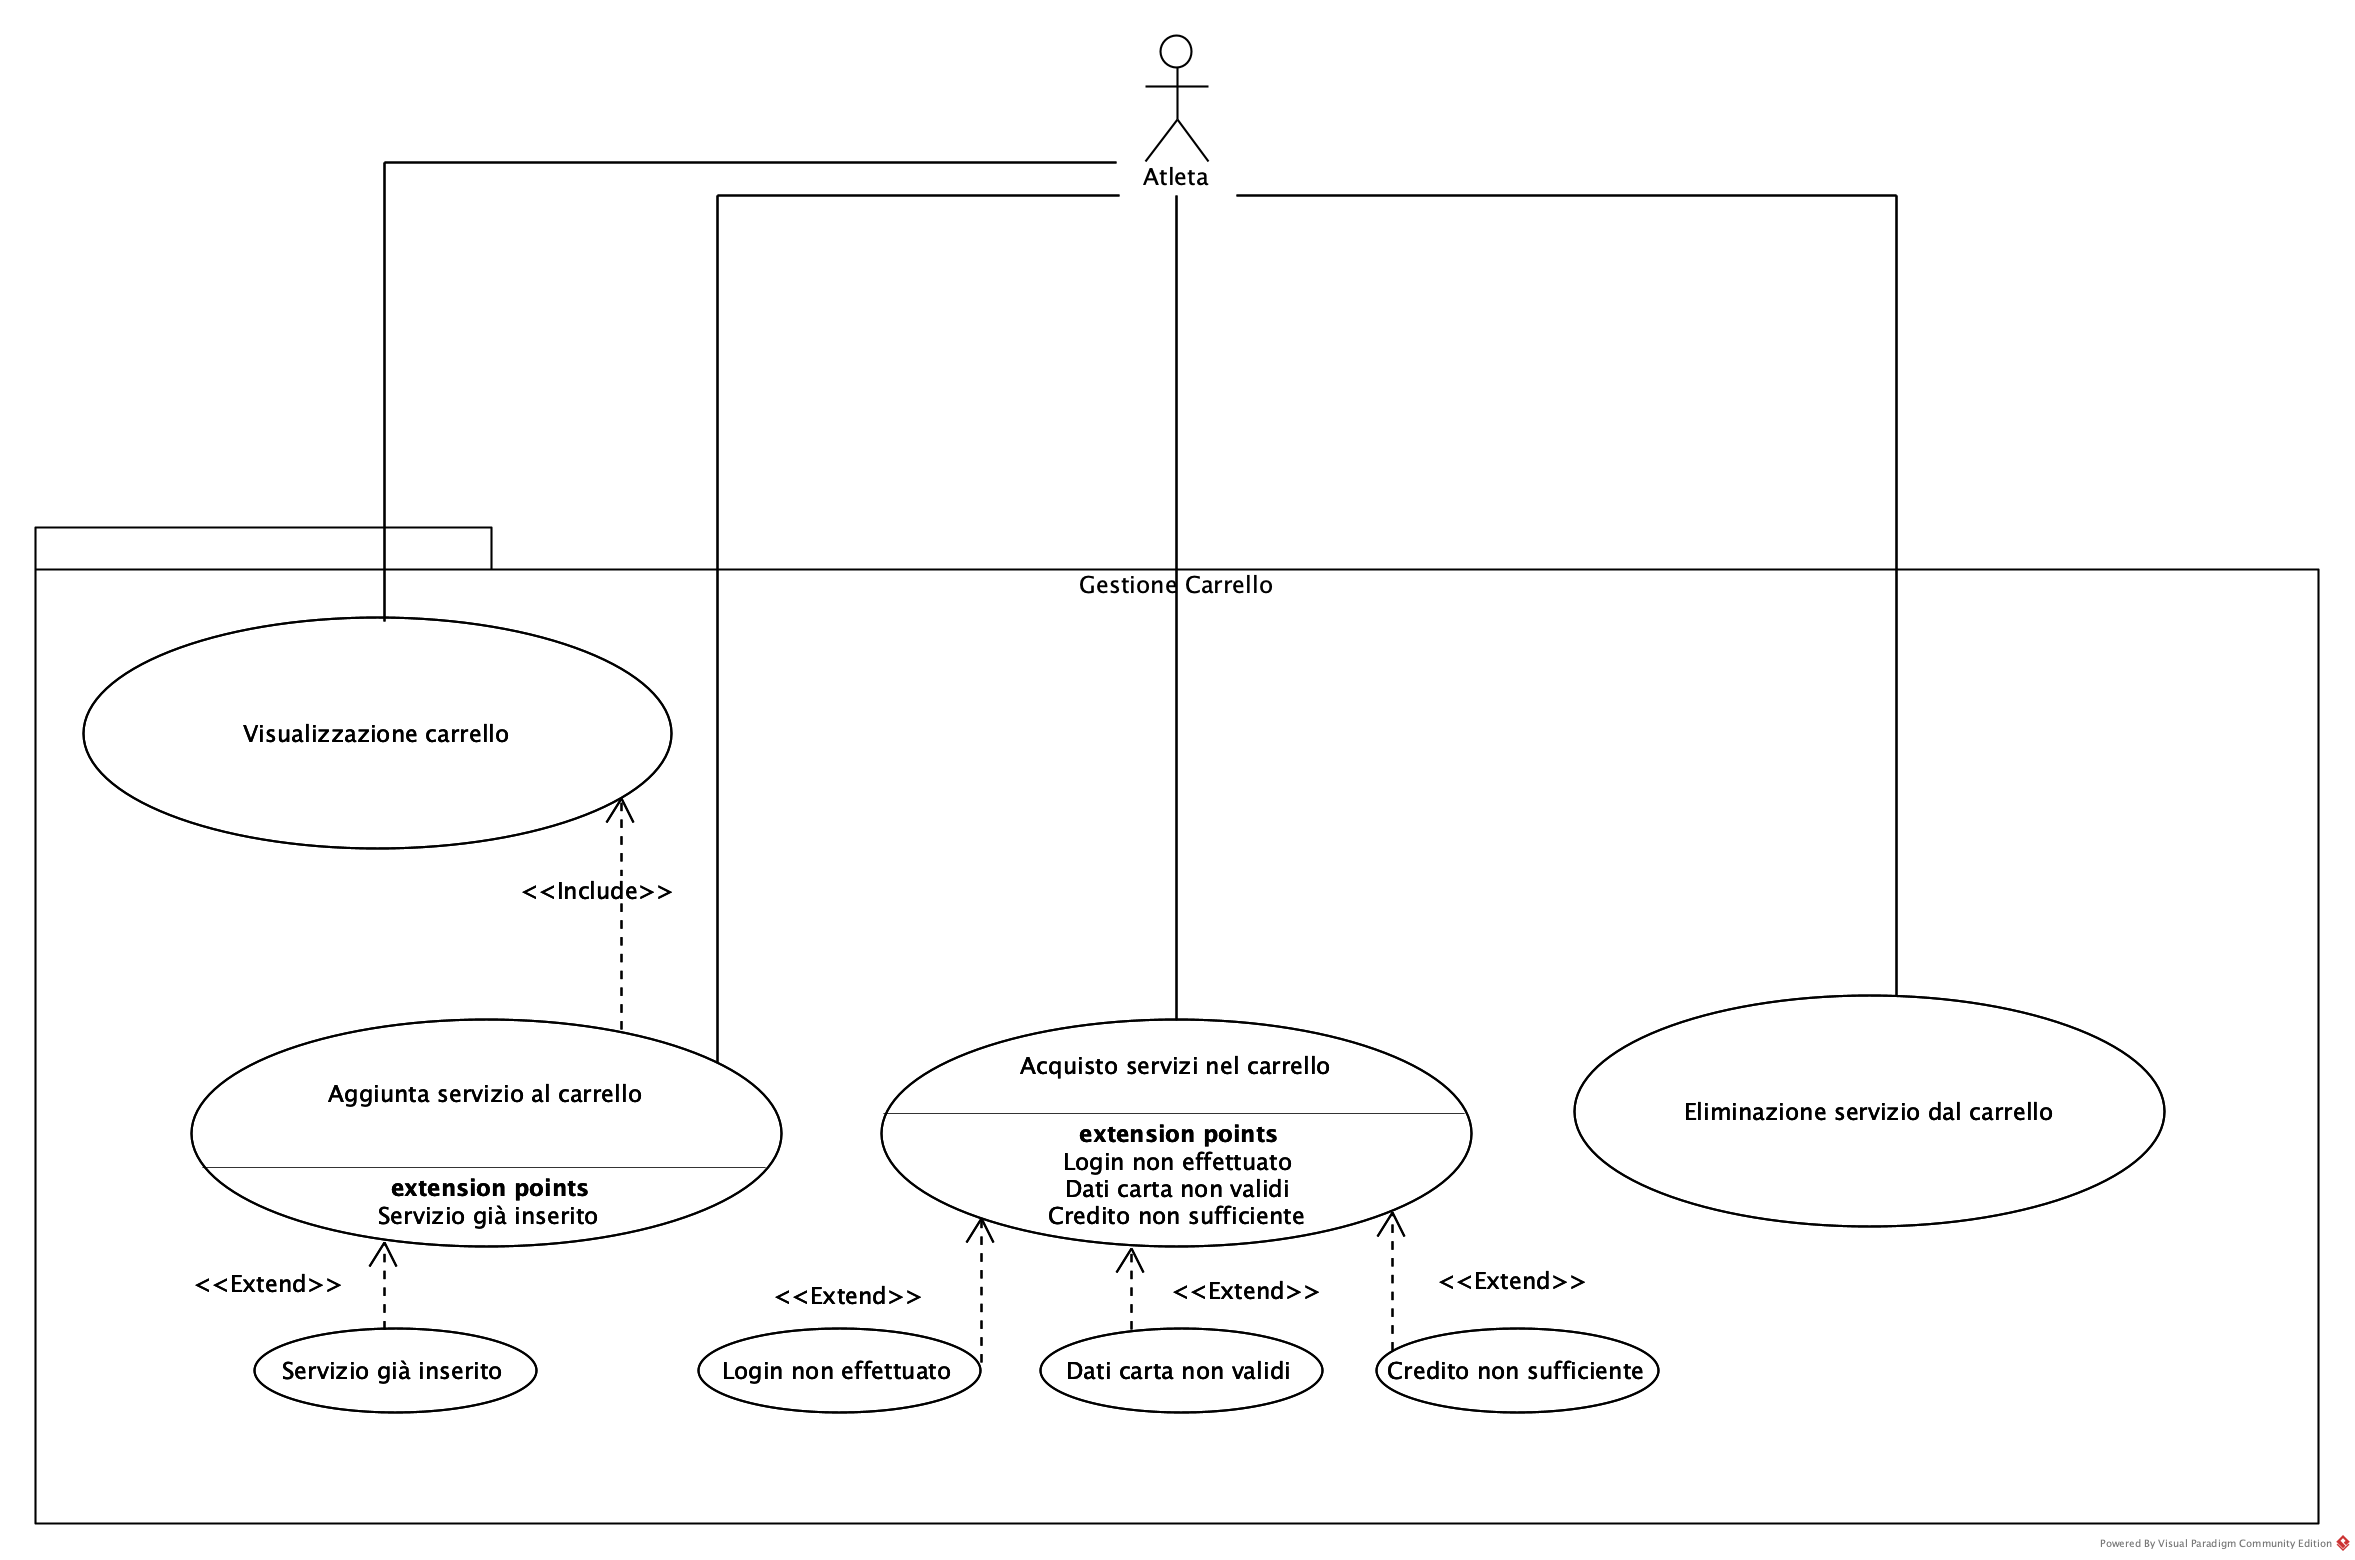 Atleta
Gestione Carrello
Visualizzazione carrello
<<Include>>
Aggiunta servizio al carrello
extension points
Servizio già inserito
Acquisto servizi nel carrello
extension points
Login non effettuato
Dati carta non validi
Credito non sufficiente
Eliminazione servizio dal carrello
<<Extend>>
<<Extend>>
<<Extend>>
<<Extend>>
Servizio già inserito
Login non effettuato
Dati carta non validi
Credito non sufficiente
Powered By Visual Paradigm Community Edition